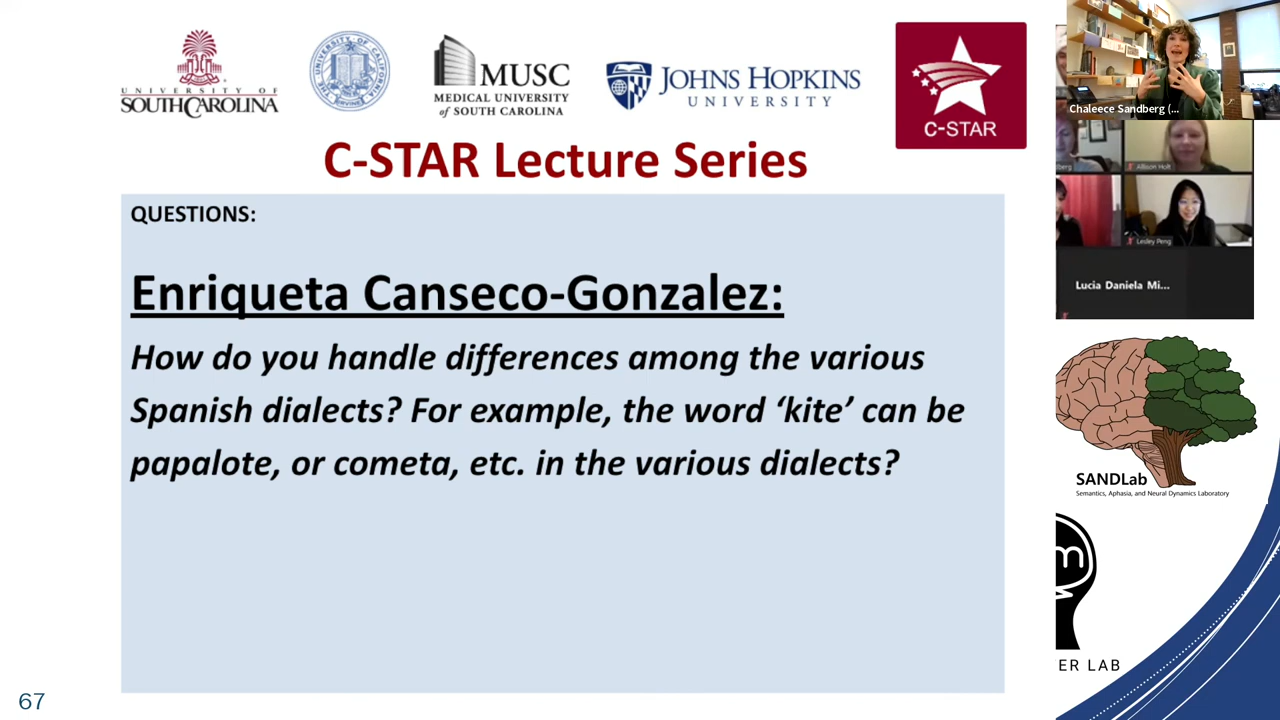 UNIVERSITY OF
SOUTH CAROLINA
MUSC
MEDICAL UNIVERSITY
of SOUTH CAROLINA
JOHNS HOPKINS
UNIVERSITY
C-STAR
C-STAR Lecture Series
QUESTIONS:
Enriqueta Canseco-Gonzalez:
How do you handle differences among the various
Spanish dialects? For example, the word ‘kite’ can be
papalote, or cometa, etc. in the various dialects?
67
Chaleece Sandberg (...
Allison Holt
Lesley Peng
Lucia Daniela Mi...
SANDLab
Semantics, Aphasia, and Neural Dynamics Laboratory
m
ER LAB